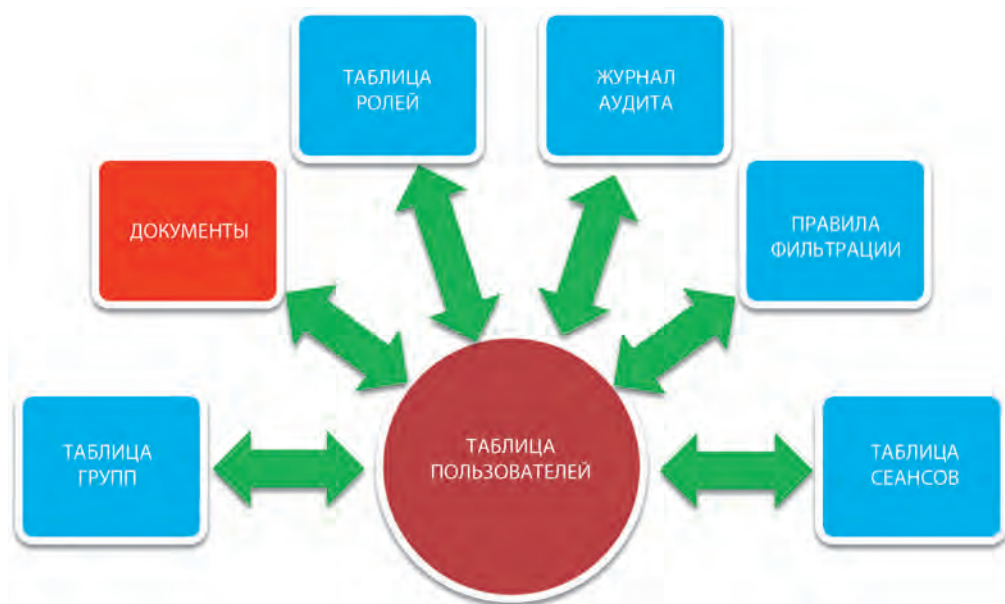 ТАБЛИЦА
РОЛЕЙ
ЖУРНАЛ
АУДИТА
ДОКУМЕНТЫ
ПРАВИЛА
ФИЛЬТРАЦИИ
ТАБЛИЦА
ГРУПП
ТАБЛИЦА
ПОЛЬЗОВАТЕЛЕЙ
ТАБЛИЦА
СЕАНСОВ